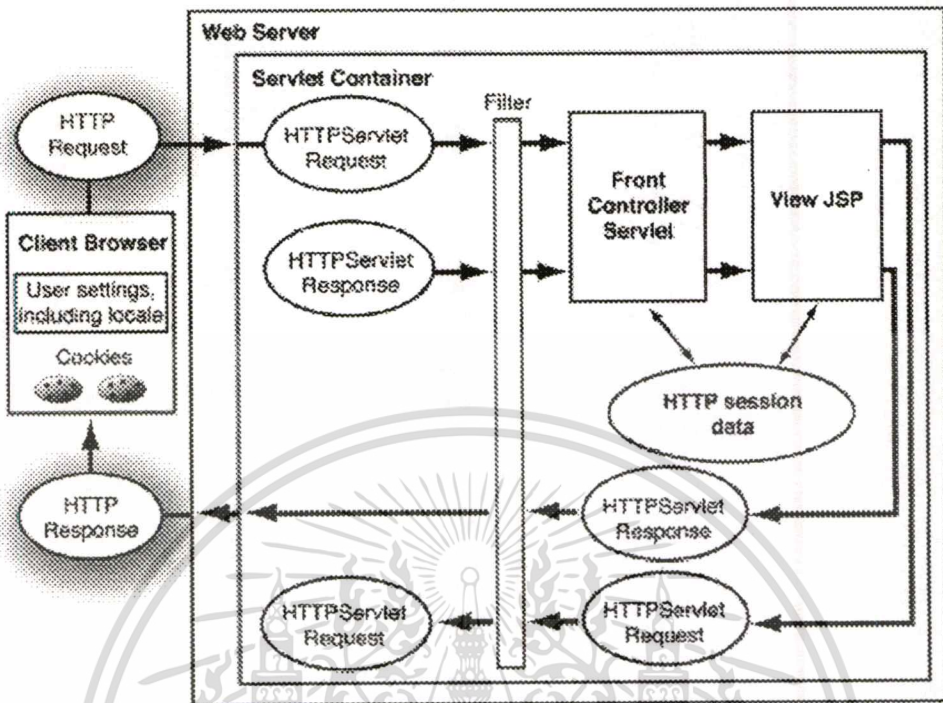 Web Server
Servlet Container
Filter
HTTP
Request
HTTPServlet
Request
Front
Controller
Servlet
View JSP
Client Browser
User settings,
including locale
Cookies
HTTPServlet
Response
HTTP session
data
HTTP
Response
HTTPServlet
Response
HTTPServlet
Request
HTTPServlet
Request